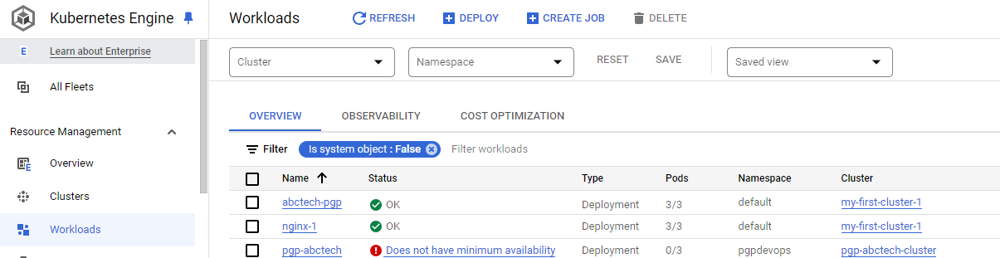 Kubernetes Engine
Workloads
REFRESH
DEPLOY
CREATE JOB
DELETE
E
Learn about Enterprise
Cluster
Namespace
RESET
SAVE
Saved view
All Fleets
OVERVIEW
OBSERVABILITY
COST OPTIMIZATION
Resource Management
Filter
Is system object : False
Filter workloads
E
Overview
Clusters
Workloads
Name Status Type Pods Namespace Cluster
abctech-pgp OK Deployment 3/3 default my-first-cluster-1
nginx-1 OK Deployment 3/3 default my-first-cluster-1
pgp-abctech Does not have minimum availability Deployment 0/3 pgpdevops pgp-abctech-cluster